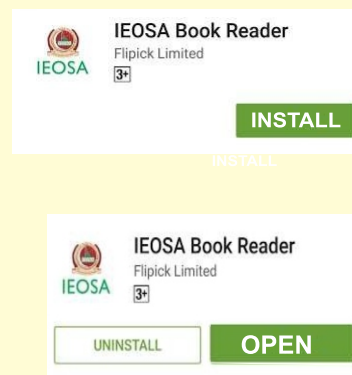 IEOSA Book Reader
Flipick Limited
IEOSA
3+
INSTALL
INSTALL
IEOSA Book Reader
Flipick Limited
IEOSA
3+
UNINSTALL
OPEN